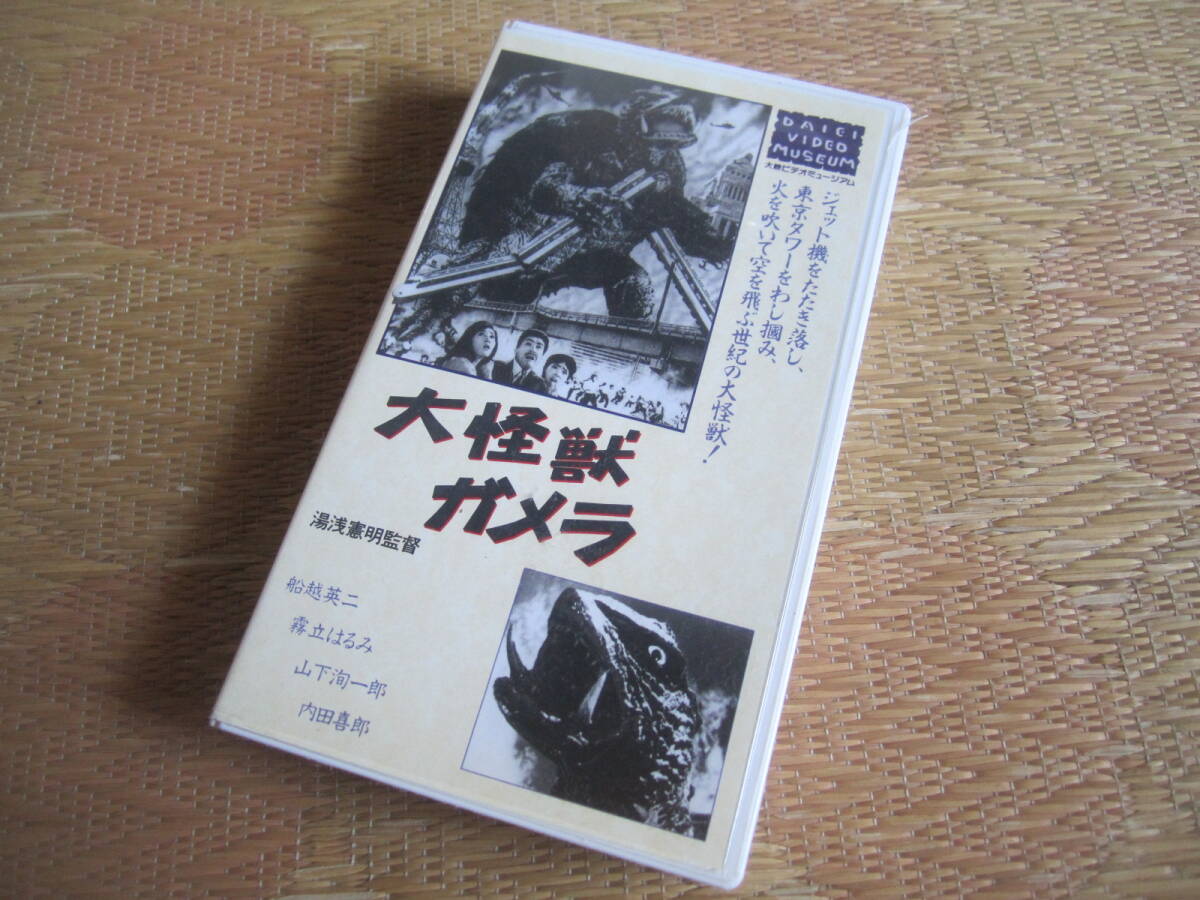 DAIEI
VIDEO
MUSEUM
大映ビデオミュージアム
ジェット機をたたき落し、
東京タワーをわし摑み、
火を吹いて空を飛ぶ世紀の大怪獣!
大怪獣
ガメラ
湯浅憲明監督
船越英二
霧立はるみ
山下洵一郎
内田喜郎